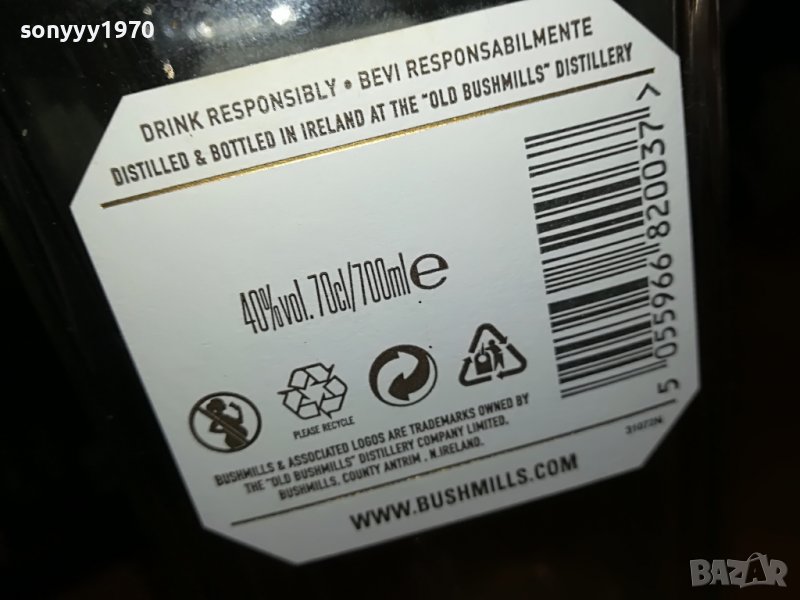 sonyyy1970
DRINK RESPONSIBLY • BEVI RESPONSABILMENTE
DISTILLED & BOTTLED IN IRELAND AT THE "OLD BUSHMILLS" DISTILLERY
40%vol. 70cl/700ml e
5 055966 820037 >
PLEASE RECYCLE
BUSHMILLS & ASSOCIATED LOGOS ARE TRADEMARKS OWNED BY
THE "OLD BUSHMILLS" DISTILLERY COMPANY LIMITED.
BUSHMILLS, COUNTY ANTRIM , N.IRELAND.
WWW.BUSHMILLS.COM
BAZAR